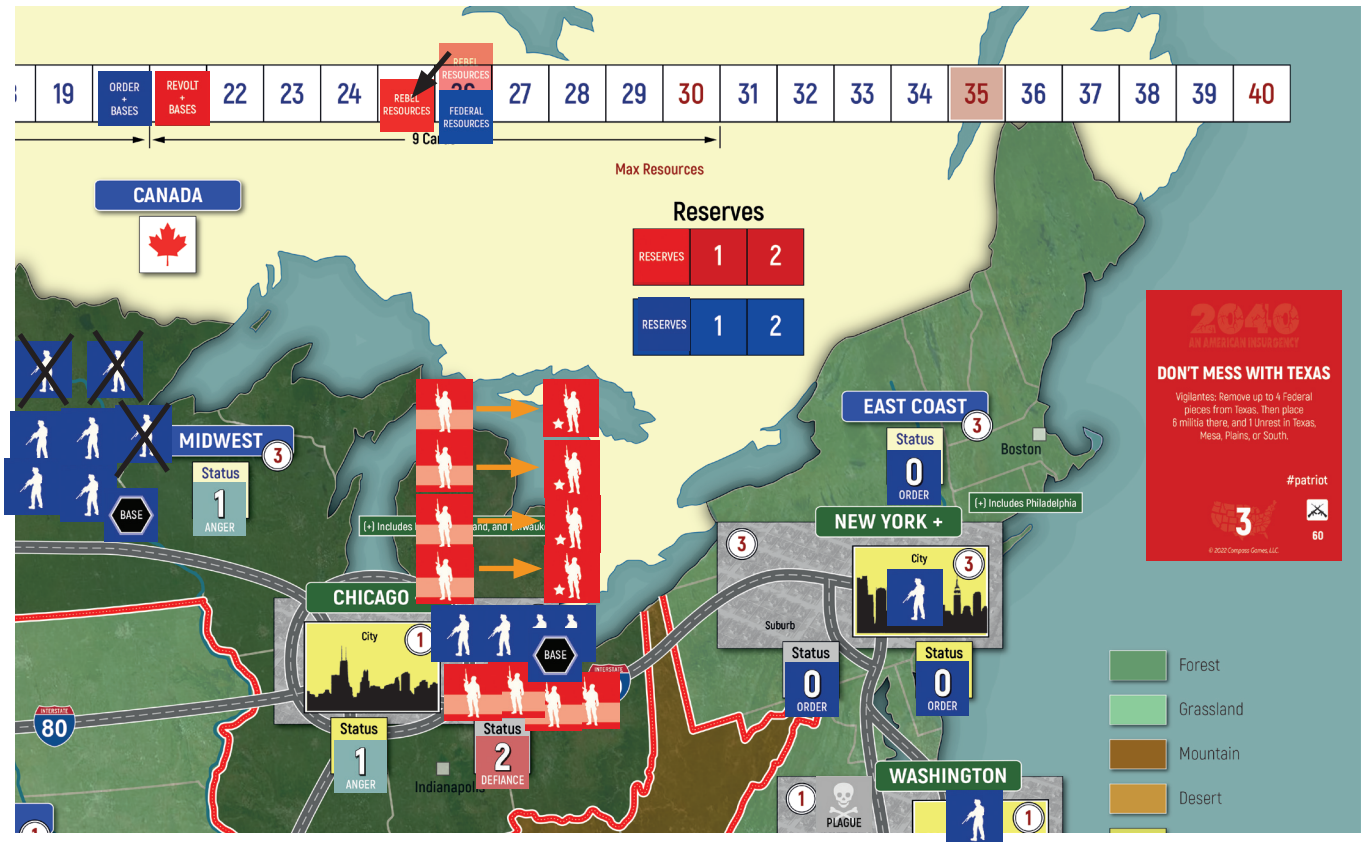 19
ORDER
+
BASES
REVOLT
+
BASES
22
23
24
REBEL
RESOURCES
REBEL
RESOURCES
FEDERAL
RESOURCES
27
28
29
30
31
32
33
34
35
36
37
38
39
40
Max Resources
CANADA
Reserves
RESERVES
1
2
RESERVES
1
2
2040
AN AMERICAN INSURGENCY
DON'T MESS WITH TEXAS
Vigilantes: Remove up to 4 Federal
pieces from Texas. Then place
6 militia there, and 1 Unrest in Texas,
Mesa, Plains, or South.
#patriot
3
60
© 2022 Compass Games, LLC.
MIDWEST
3
Status
1
ANGER
BASE
EAST COAST
3
Status
0
ORDER
Boston
(+) Includes Philadelphia
(+) Includes
and, and
NEW YORK +
3
City
3
Suburb
Status
0
ORDER
Status
0
ORDER
CHICAGO
City
1
BASE
INTERSTATE
INTERSTATE
80
Status
1
ANGER
Status
2
DEFIANCE
Indianapolis
WASHINGTON
1
PLAGUE
1
1
Forest
Grassland
Mountain
Desert